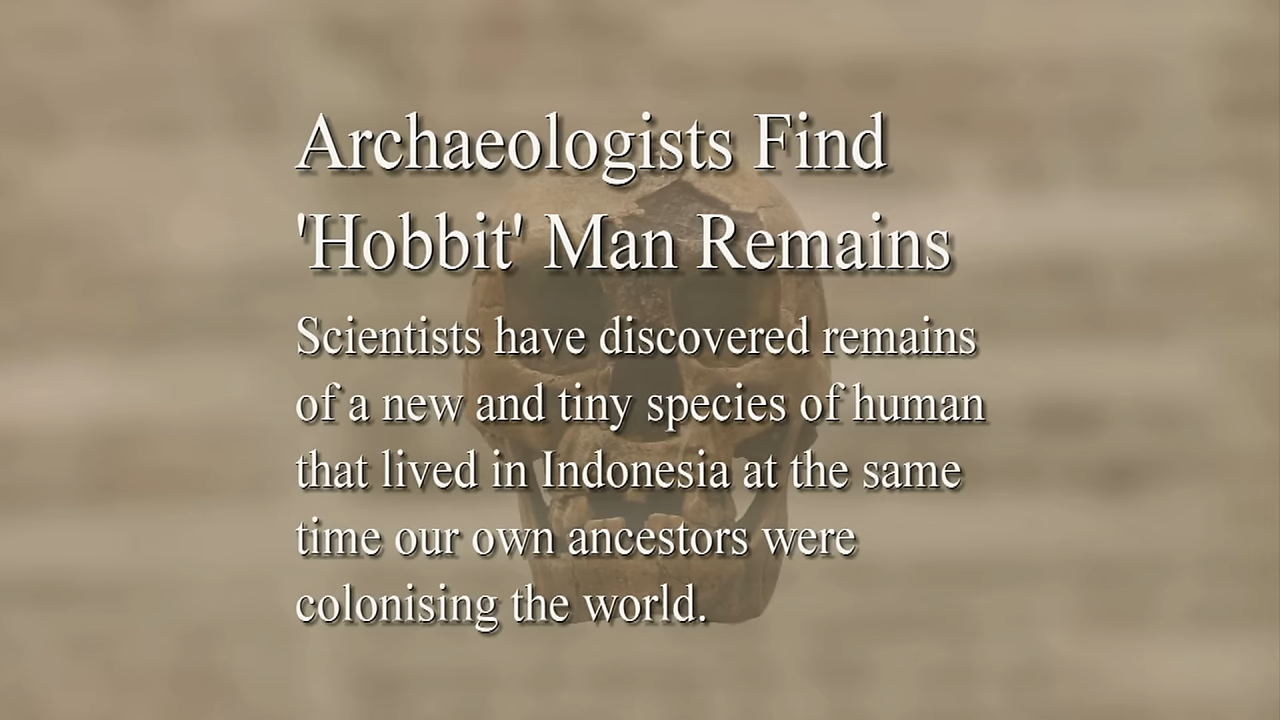 Archaeologists Find
'Hobbit' Man Remains
Scientists have discovered remains
of a new and tiny species of human
that lived in Indonesia at the same
time our own ancestors were
colonising the world.